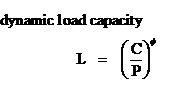 dynamic load capacity
L = (C/P)^ϕ